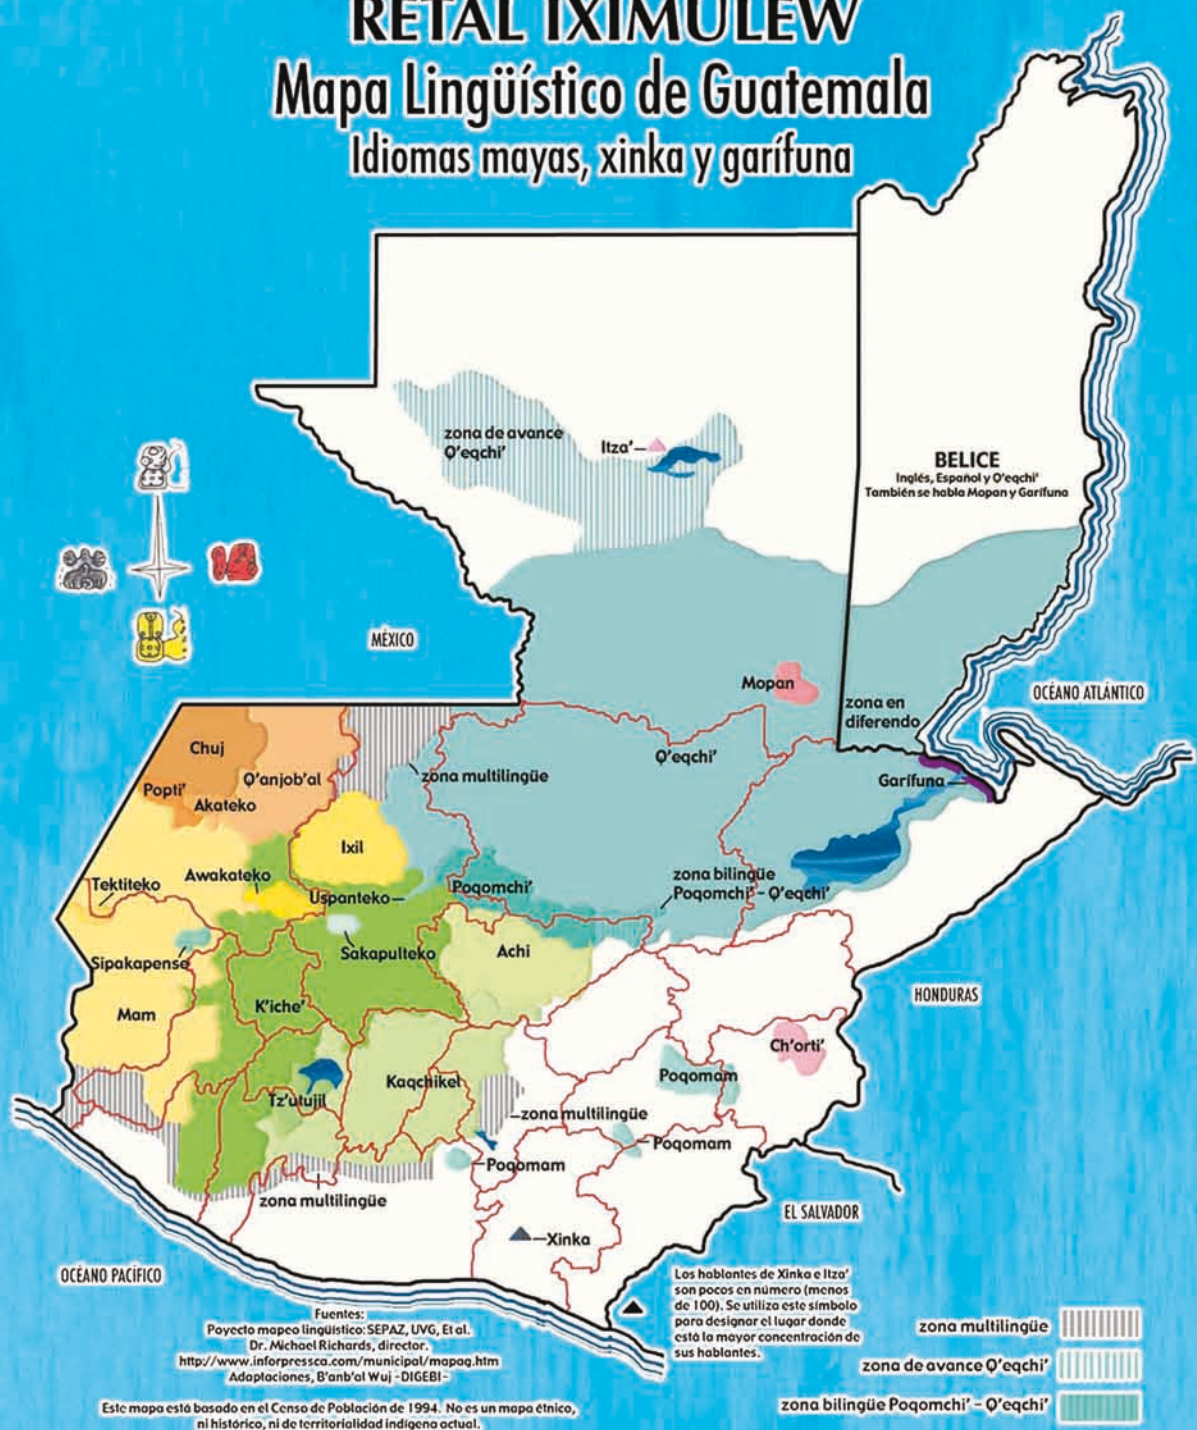 RETAL IXIMULEW
Mapa Lingüístico de Guatemala
Idiomas mayas, xinka y garífuna
zona de avance
Q'eqchi'
Itza'
BELICE
Inglés, Español y Q'eqchi'
También se habla Mopan y Garífuna
MÉXICO
Mopan
zona en
diferendo
OCÉANO ATLÁNTICO
Chuj
Q'anjob'al
Popti'
Akateko
zona multilingüe
Q'eqchi'
Garífuna
Ixil
Tektiteko
Awakateko
Uspanteko
Poqomchi'
zona bilingüe
Poqomchi' - Q'eqchi'
Sipakapense
Sakapulteko
Achi
Mam
K'iche'
HONDURAS
Ch'orti'
Tz'utujil
Kaqchikel
Poqomam
zona multilingüe
Poqomam
Poqomam
zona multilingüe
Xinka
EL SALVADOR
OCÉANO PACÍFICO
Los hablantes de Xinka e Itza'
son pocos en número (menos
de 100). Se utiliza este símbolo
para designar el lugar donde
está la mayor concentración de
sus hablantes.
Fuentes:
Poyecto mapeo lingüístico: SEPAZ, UVG, Et al.
Dr. Michael Richards, director.
http://www.inforpressca.com/municipal/mapag.htm
Adaptaciones, B'anb'al Wuj -DIGEBI-
Este mapa está basado en el Censo de Población de 1994. No es un mapa étnico,
ni histórico, ni de territorialidad indígena actual.
zona multilingüe
zona de avance Q'eqchi'
zona bilingüe Poqomchi' - Q'eqchi'